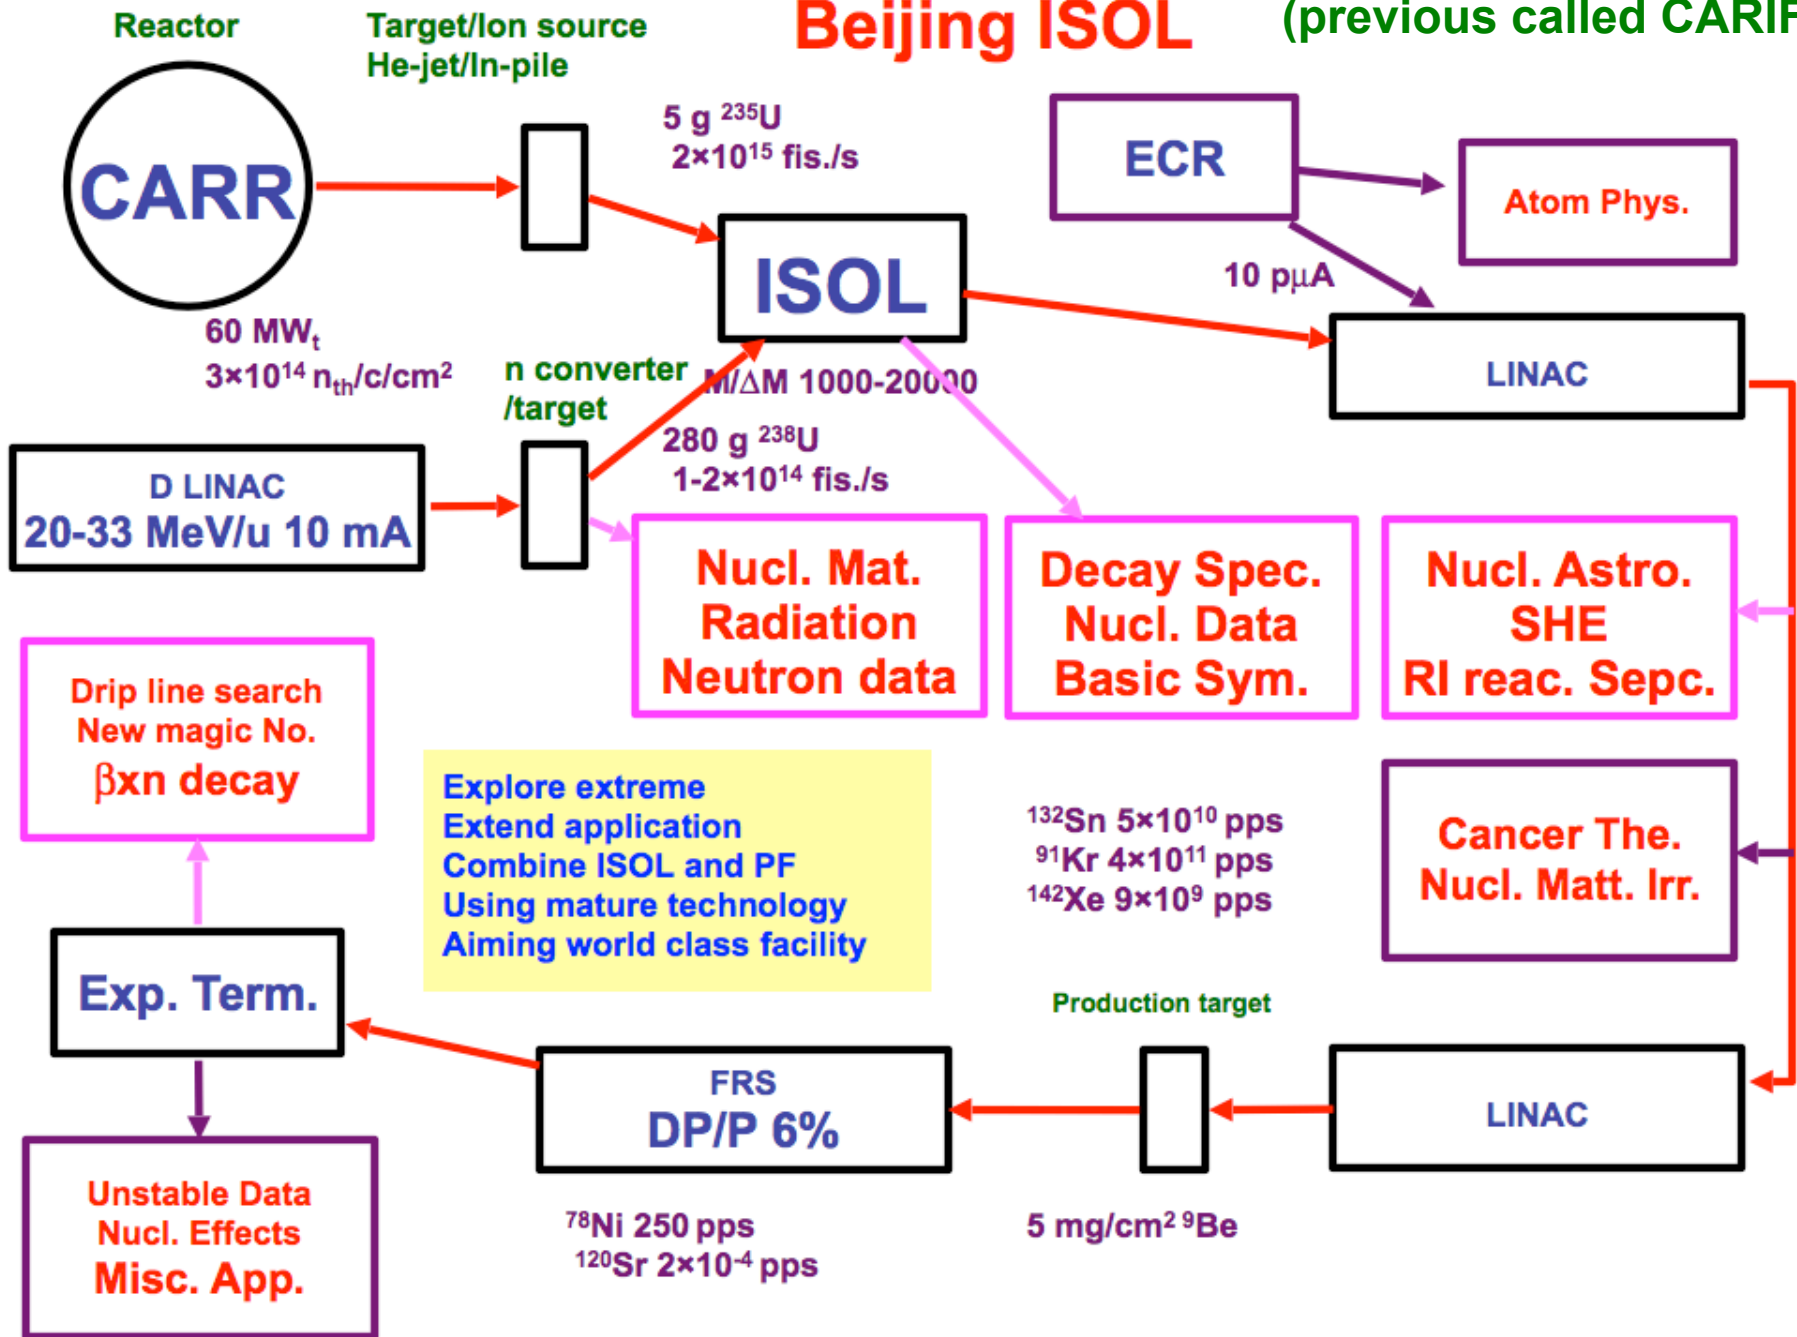 Reactor
Target/Ion source
He-jet/In-pile
Beijing ISOL
(previous called CARIF
CARR
5 g ²³⁵U
2×10¹⁵ fis./s
ECR
Atom Phys.
ISOL
10 pμA
60 MWₜ
3×10¹⁴ nₜₕ/c/cm²
n converter
/target
M/ΔM 1000-20000
LINAC
280 g ²³⁸U
1-2×10¹⁴ fis./s
D LINAC
20-33 MeV/u 10 mA
Nucl. Mat.
Radiation
Neutron data
Decay Spec.
Nucl. Data
Basic Sym.
Nucl. Astro.
SHE
RI reac. Sepc.
Drip line search
New magic No.
βxn decay
Explore extreme
Extend application
Combine ISOL and PF
Using mature technology
Aiming world class facility
¹³²Sn 5×10¹⁰ pps
⁹¹Kr 4×10¹¹ pps
¹⁴²Xe 9×10⁹ pps
Cancer The.
Nucl. Matt. Irr.
Exp. Term.
Production target
FRS
DP/P 6%
LINAC
Unstable Data
Nucl. Effects
Misc. App.
⁷⁸Ni 250 pps
¹²⁰Sr 2×10⁻⁴ pps
5 mg/cm² ⁹Be